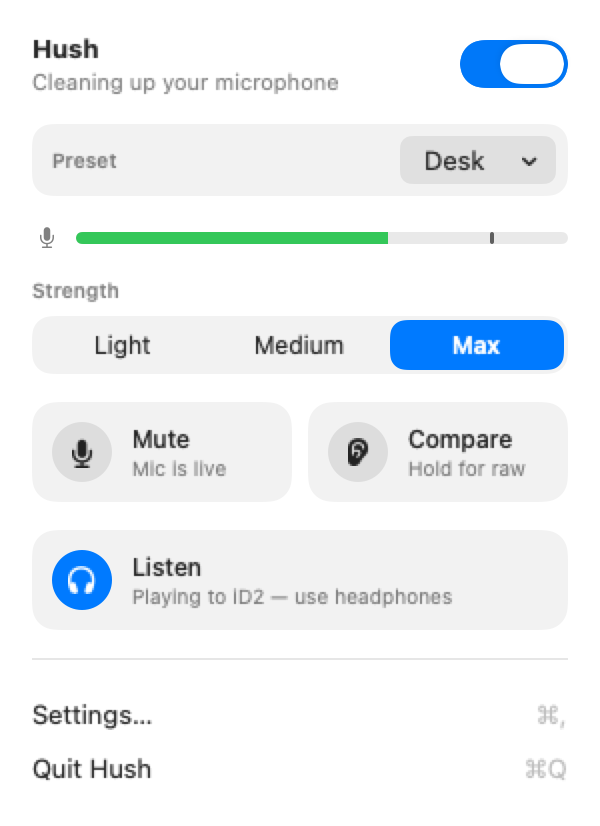 Hush
Cleaning up your microphone
Preset
Desk
Strength
Light
Medium
Max
Mute
Mic is live
Compare
Hold for raw
Listen
Playing to iD2 — use headphones
Settings...
⌘,
Quit Hush
⌘Q